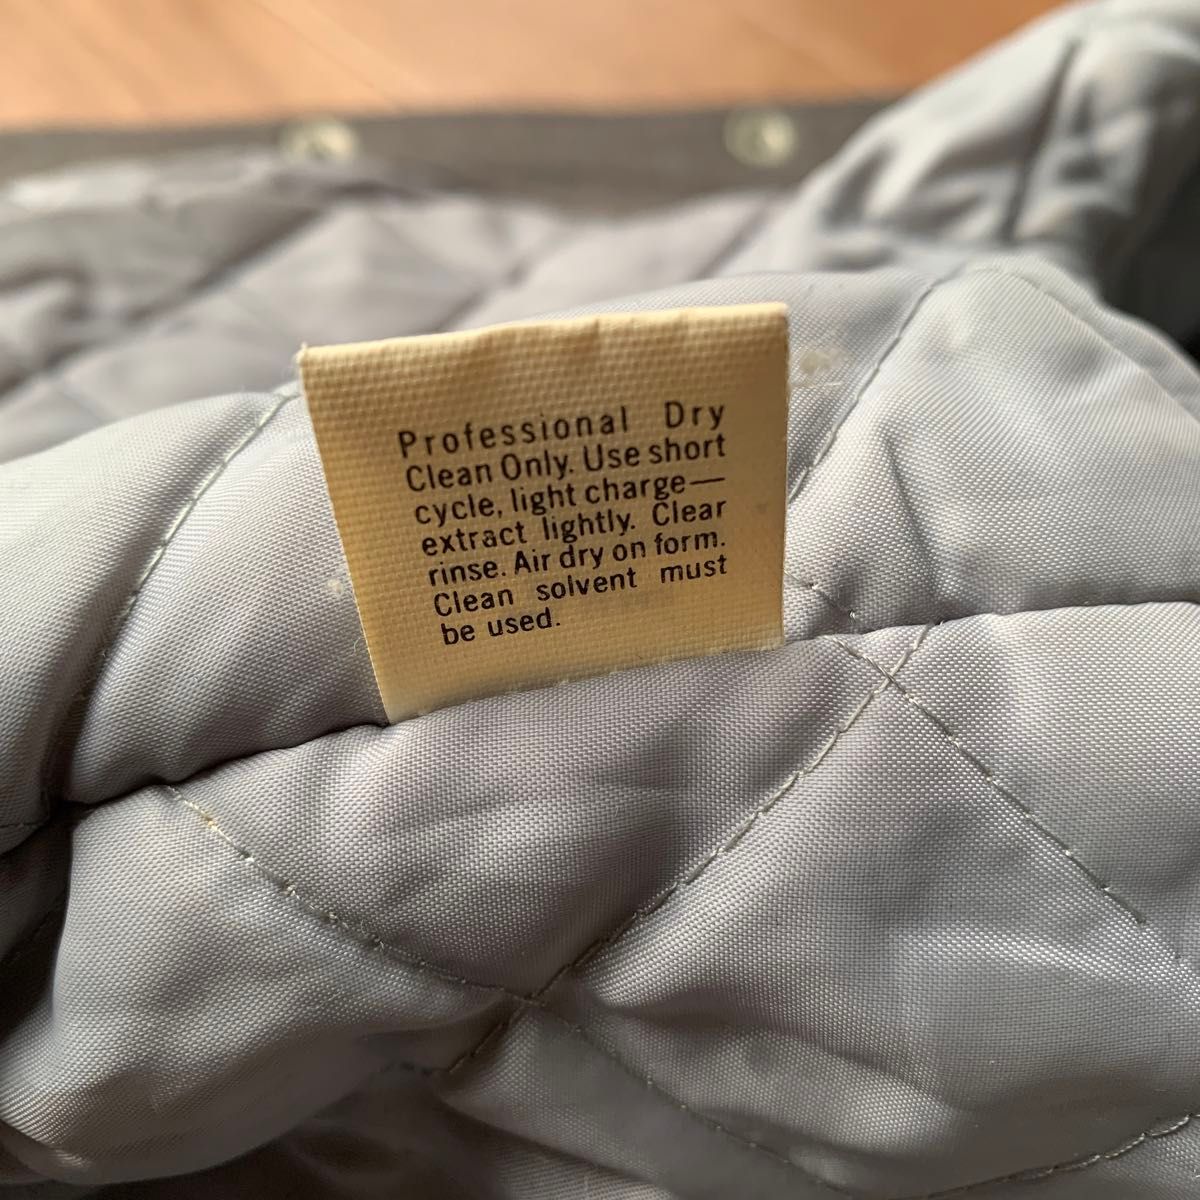 Professional Dry
Clean Only. Use short
cycle, light charge—
extract lightly. Clear
rinse. Air dry on form.
Clean solvent must
be used.